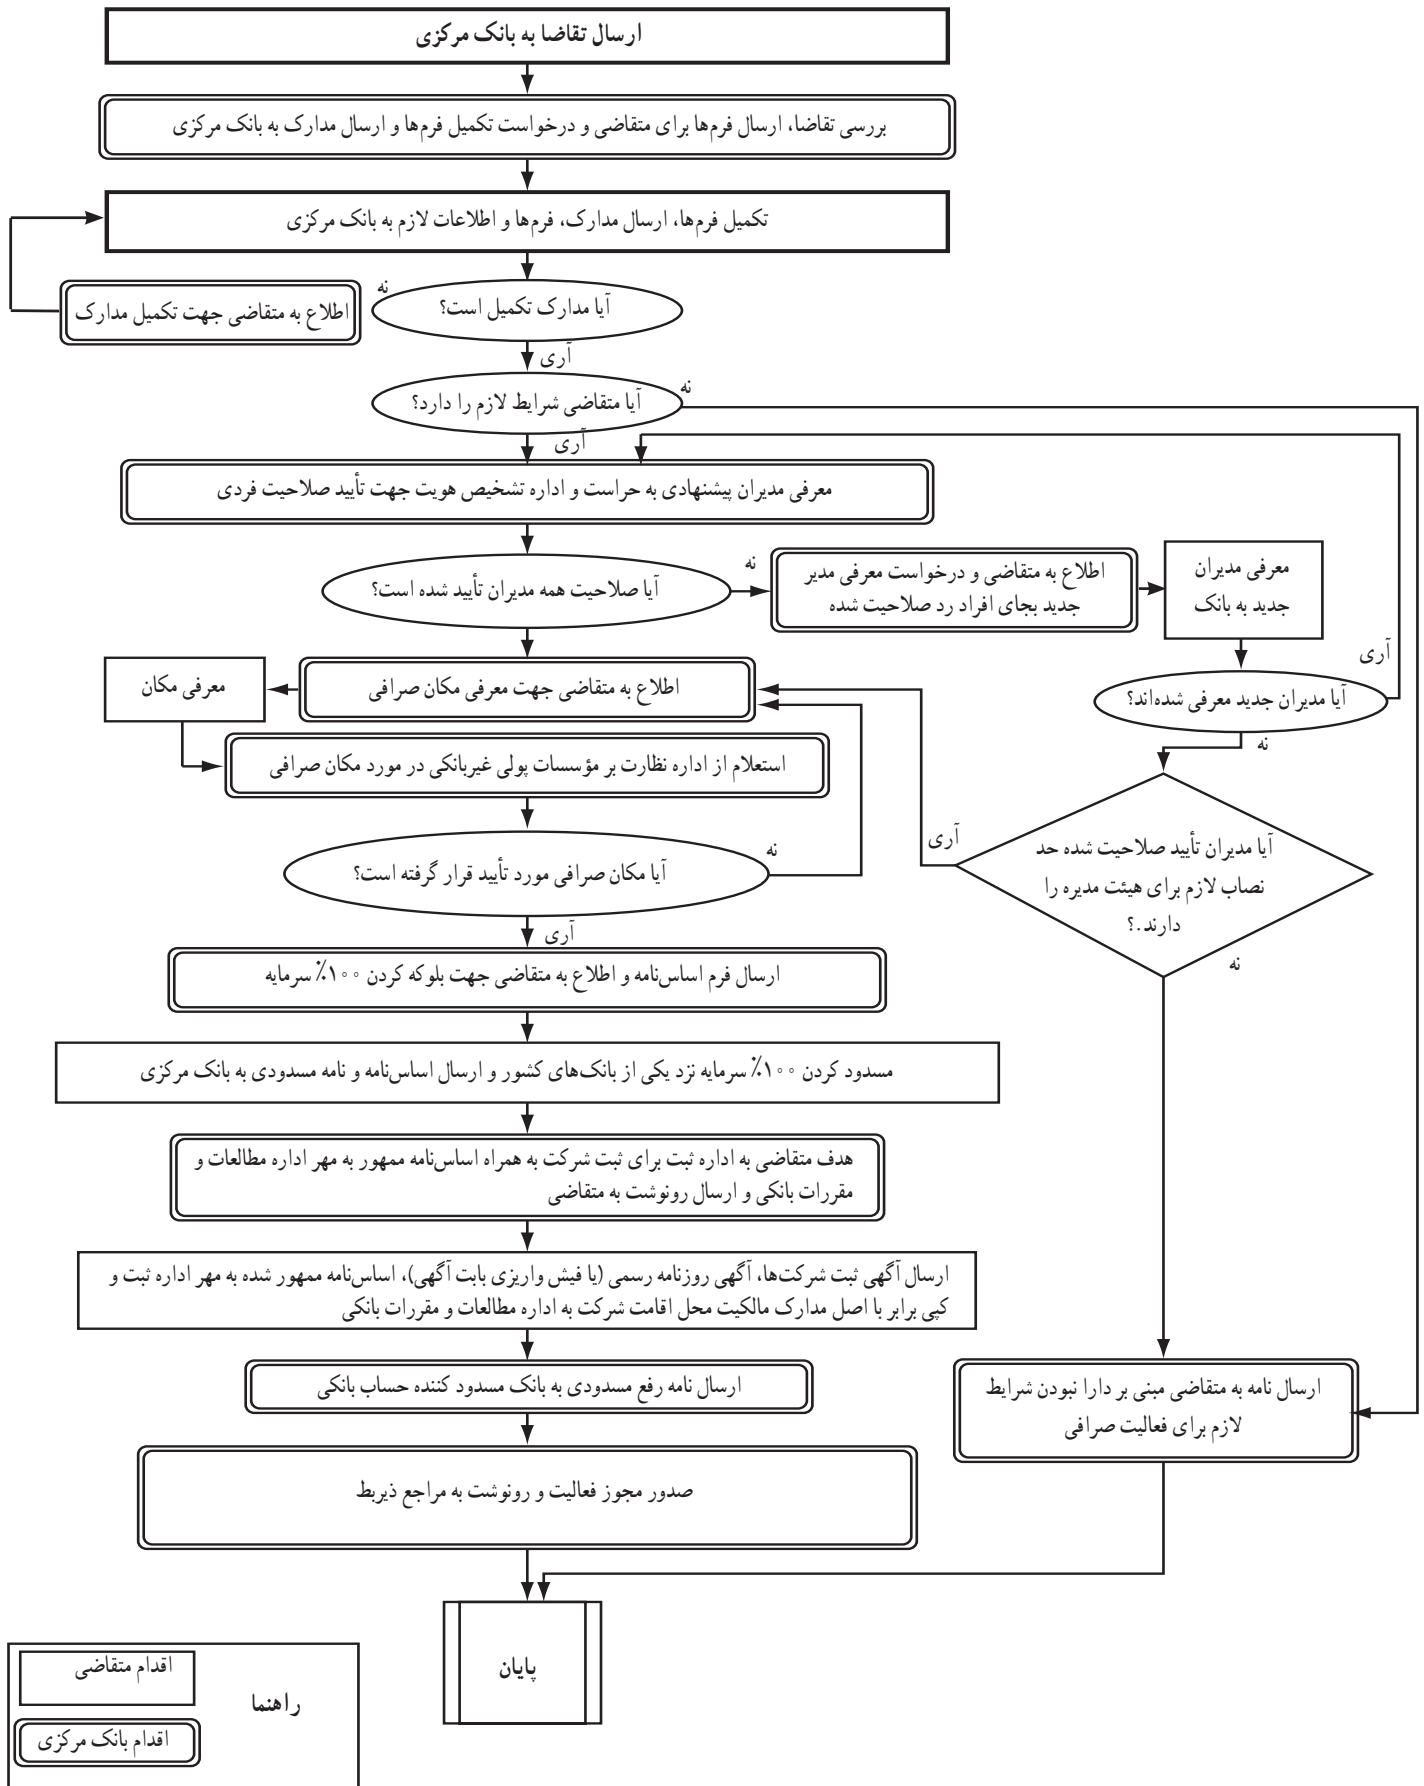 ارسال تقاضا به بانک مرکزی
بررسی تقاضا، ارسال فرم‌ها برای متقاضی و درخواست تکمیل فرم‌ها و ارسال مدارک به بانک مرکزی
تکمیل فرم‌ها، ارسال مدارک، فرم‌ها و اطلاعات لازم به بانک مرکزی
آیا مدارک تکمیل است؟
نه
اطلاع به متقاضی جهت تکمیل مدارک
آری
آیا متقاضی شرایط لازم را دارد؟
نه
آری
معرفی مدیران پیشنهادی به حراست و اداره تشخیص هویت جهت تأیید صلاحیت فردی
آیا صلاحیت همه مدیران تأیید شده است؟
نه
اطلاع به متقاضی و درخواست معرفی مدیر
جدید بجای افراد رد صلاحیت شده
معرفی مدیران
جدید به بانک
آری
آیا مدیران جدید معرفی شده‌اند؟
نه
اطلاع به متقاضی جهت معرفی مکان صرافی
معرفی مکان
استعلام از اداره نظارت بر مؤسسات پولی غیربانکی در مورد مکان صرافی
آیا مدیران تأیید صلاحیت شده حد
نصاب لازم برای هیئت مدیره را
دارند.؟
آری
نه
آیا مکان صرافی مورد تأیید قرار گرفته است؟
نه
آری
ارسال فرم اساس‌نامه و اطلاع به متقاضی جهت بلوکه کردن ۱۰۰٪ سرمایه
مسدود کردن ۱۰۰٪ سرمایه نزد یکی از بانک‌های کشور و ارسال اساس‌نامه و نامه مسدودی به بانک مرکزی
هدف متقاضی به اداره ثبت برای ثبت شرکت به همراه اساس‌نامه ممهور به مهر اداره مطالعات و
مقررات بانکی و ارسال رونوشت به متقاضی
ارسال آگهی ثبت شرکت‌ها، آگهی روزنامه رسمی (یا فیش واریزی بابت آگهی)، اساس‌نامه ممهور شده به مهر اداره ثبت و
کپی برابر با اصل مدارک مالکیت محل اقامت شرکت به اداره مطالعات و مقررات بانکی
ارسال نامه رفع مسدودی به بانک مسدود کننده حساب بانکی
ارسال نامه به متقاضی مبنی بر دارا نبودن شرایط
لازم برای فعالیت صرافی
صدور مجوز فعالیت و رونوشت به مراجع ذیربط
پایان
راهنما
اقدام متقاضی
اقدام بانک مرکزی